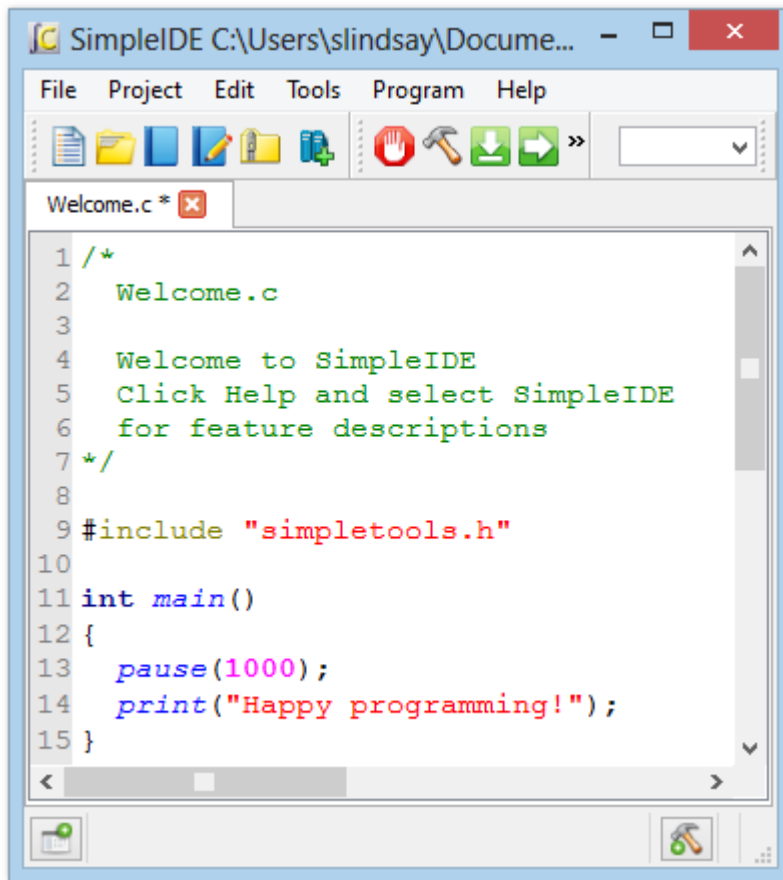 SimpleIDE C:\Users\slindsay\Docume...
File Project Edit Tools Program Help
»
Welcome.c *
1 /*
2   Welcome.c
3
4   Welcome to SimpleIDE
5   Click Help and select SimpleIDE
6   for feature descriptions
7 */
8
9 #include "simpletools.h"
10
11 int main()
12 {
13   pause(1000);
14   print("Happy programming!");
15 }